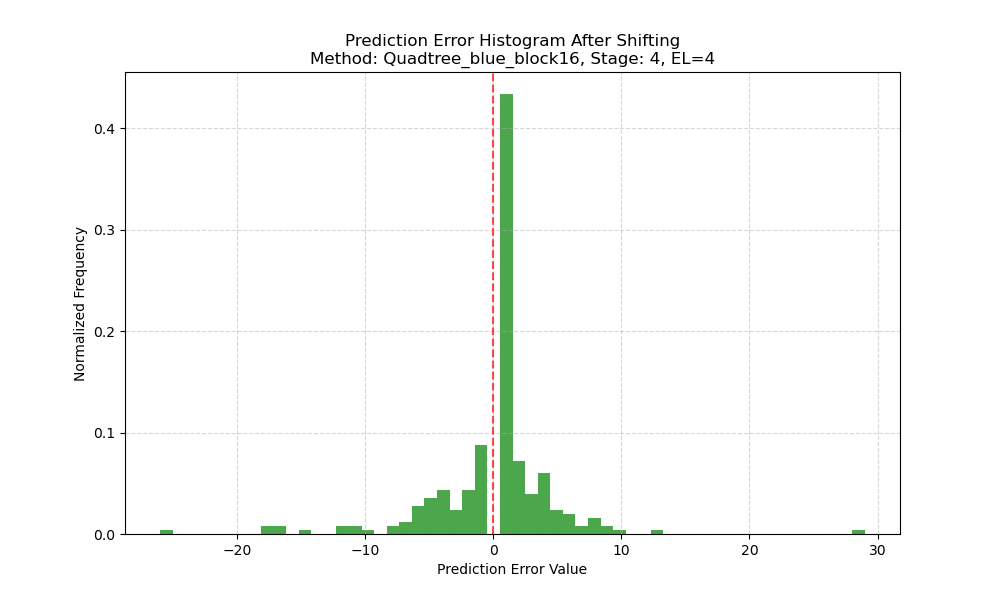 Prediction Error Histogram After Shifting
Method: Quadtree_blue_block16, Stage: 4, EL=4
Normalized Frequency
0.4
0.3
0.2
0.1
0.0
−20
−10
0
10
20
30
Prediction Error Value